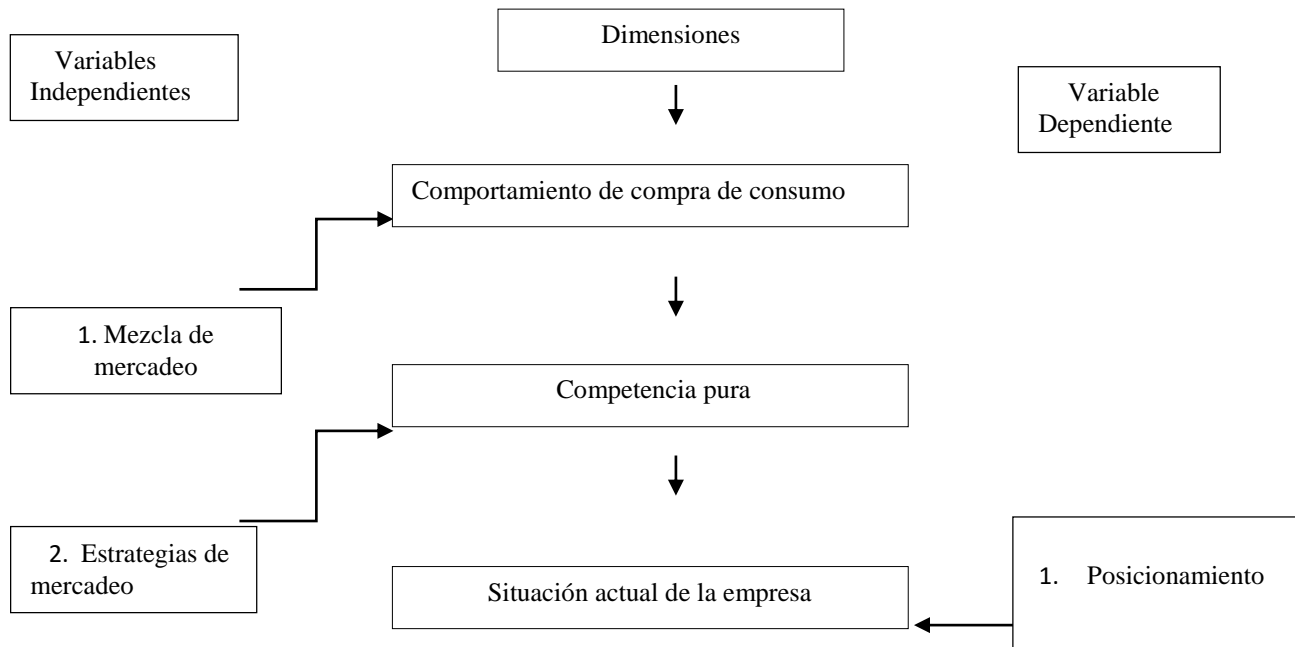 Dimensiones
Variables
Independientes
Variable
Dependiente
Comportamiento de compra de consumo
1. Mezcla de
mercadeo
Competencia pura
2. Estrategias de
mercadeo
Situación actual de la empresa
1. Posicionamiento